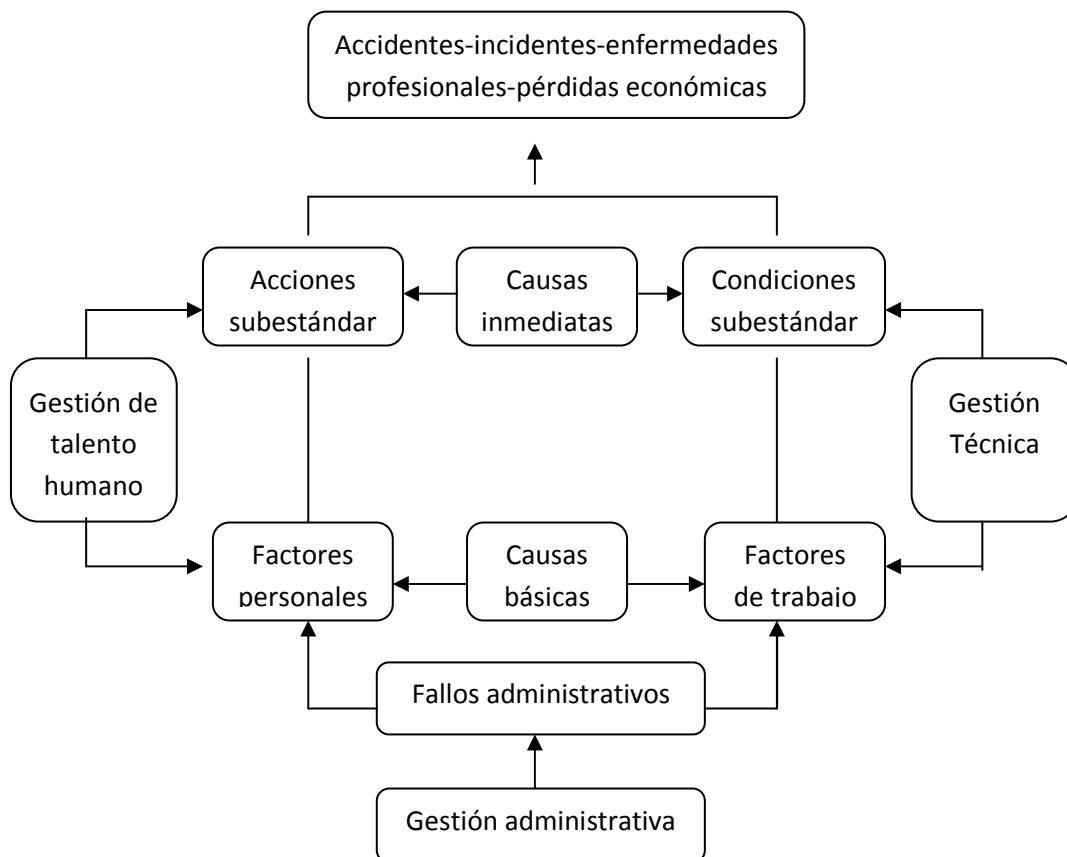 Accidentes-incidentes-enfermedades
profesionales-pérdidas económicas
Acciones
subestándar
Causas
inmediatas
Condiciones
subestándar
Gestión de
talento
humano
Gestión
Técnica
Factores
personales
Causas
básicas
Factores
de trabajo
Fallos administrativos
Gestión administrativa